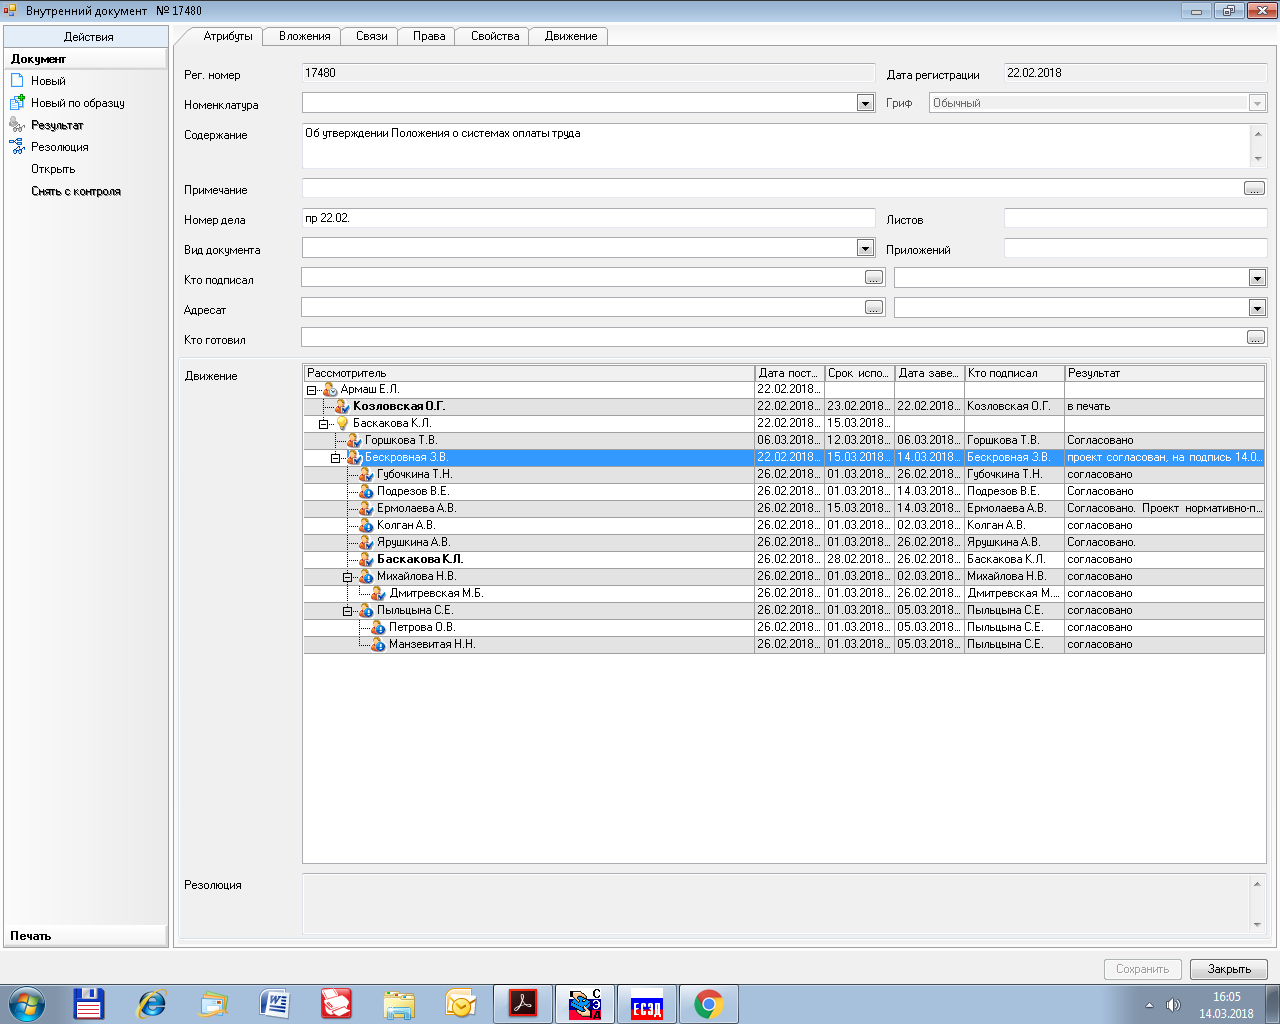 Внутренний документ № 17480
Действия
Документ
Новый
Новый по образцу
Результат
Резолюция
Открыть
Снять с контроля
Печать
Атрибуты Вложения Связи Права Свойства Движение
Рег. номер 17480 Дата регистрации 22.02.2018
Номенклатура Гриф Обычный
Содержание Об утверждении Положения о системах оплаты труда
Примечание ...
Номер дела пр 22.02. Листов
Вид документа Приложений
Кто подписал ...
Адресат ...
Кто готовил ...
Движение
Рассмотритель Дата пост... Срок испо... Дата заве... Кто подписал Результат
Армаш Е.Л. 22.02.2018...
Козловская О.Г. 22.02.2018... 23.02.2018... 22.02.2018... Козловская О.Г. в печать
Баскакова К.Л. 22.02.2018... 15.03.2018...
Горшкова Т.В. 06.03.2018... 12.03.2018... 06.03.2018... Горшкова Т.В. Согласовано
Бескровная З.В. 22.02.2018... 15.03.2018... 14.03.2018... Бескровная З.В. проект согласован, на подпись 14.0...
Губочкина Т.Н. 26.02.2018... 01.03.2018... 26.02.2018... Губочкина Т.Н. согласовано
Подрезов В.Е. 26.02.2018... 01.03.2018... 14.03.2018... Подрезов В.Е. Согласовано
Ермолаева А.В. 26.02.2018... 15.03.2018... 14.03.2018... Ермолаева А.В. Согласовано. Проект нормативно-п...
Колган А.В. 26.02.2018... 01.03.2018... 02.03.2018... Колган А.В. согласовано
Ярушкина А.В. 26.02.2018... 01.03.2018... 26.02.2018... Ярушкина А.В. Согласовано.
Баскакова К.Л. 26.02.2018... 28.02.2018... 26.02.2018... Баскакова К.Л. согласовано
Михайлова Н.В. 26.02.2018... 01.03.2018... 02.03.2018... Михайлова Н.В. согласовано
Дмитревская М.Б. 26.02.2018... 01.03.2018... 26.02.2018... Дмитревская М.... согласовано
Пыльцына С.Е. 26.02.2018... 01.03.2018... 05.03.2018... Пыльцына С.Е. согласовано
Петрова О.В. 26.02.2018... 01.03.2018... 05.03.2018... Пыльцына С.Е. согласовано
Манзевитая Н.Н. 26.02.2018... 01.03.2018... 05.03.2018... Пыльцына С.Е. согласовано
Резолюция
Сохранить Закрыть
СЭД ЕСЭД
16:05
14.03.2018